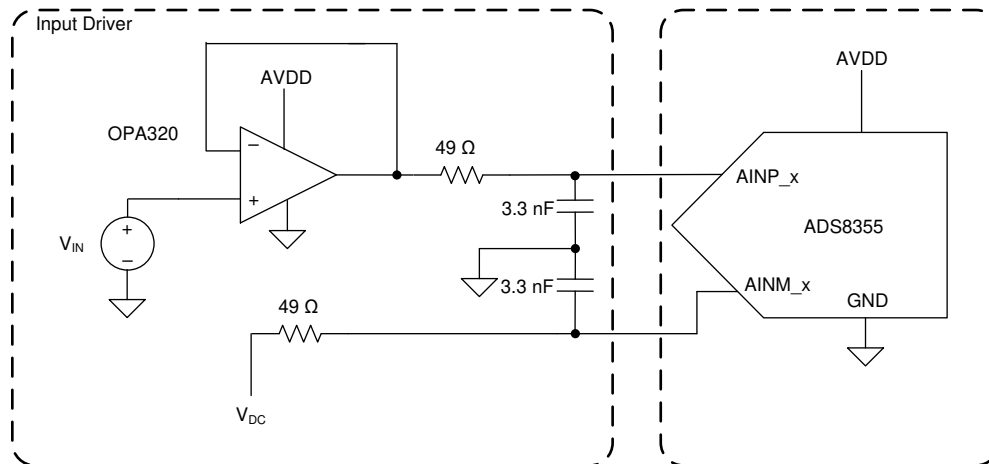 Input Driver
AVDD
OPA320
−
+
49 Ω
V_IN
+
−
3.3 nF
3.3 nF
49 Ω
V_DC
AVDD
AINP_x
ADS8355
AINM_x
GND